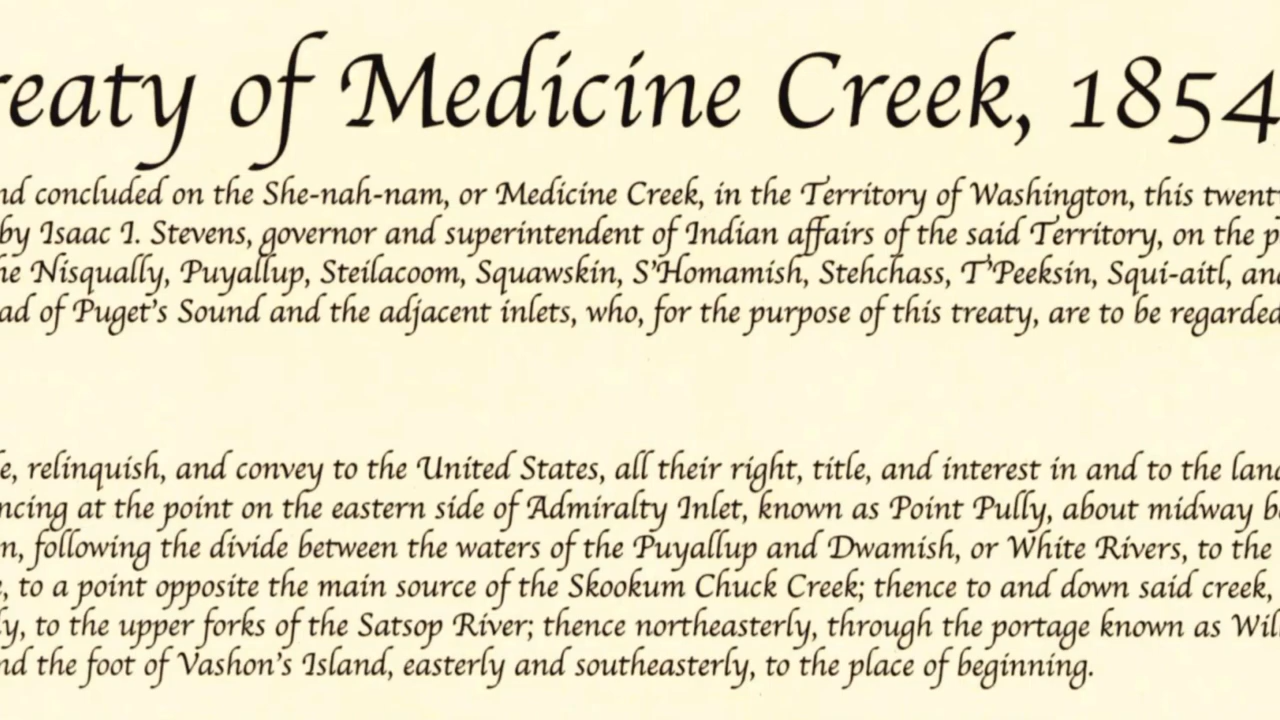 reaty of Medicine Creek, 1854
nd concluded on the She-nah-nam, or Medicine Creek, in the Territory of Washington, this twent
by Isaac I. Stevens, governor and superintendent of Indian affairs of the said Territory, on the p
he Nisqually, Puyallup, Steilacoom, Squawskin, S'Homamish, Stehchass, T'Peeksin, Squi-aitl, and
ad of Puget's Sound and the adjacent inlets, who, for the purpose of this treaty, are to be regarded
e, relinquish, and convey to the United States, all their right, title, and interest in and to the land
ncing at the point on the eastern side of Admiralty Inlet, known as Point Pully, about midway b
n, following the divide between the waters of the Puyallup and Dwamish, or White Rivers, to the
, to a point opposite the main source of the Skookum Chuck Creek; thence to and down said creek,
ly, to the upper forks of the Satsop River; thence northeasterly, through the portage known as Wil
nd the foot of Vashon's Island, easterly and southeasterly, to the place of beginning.